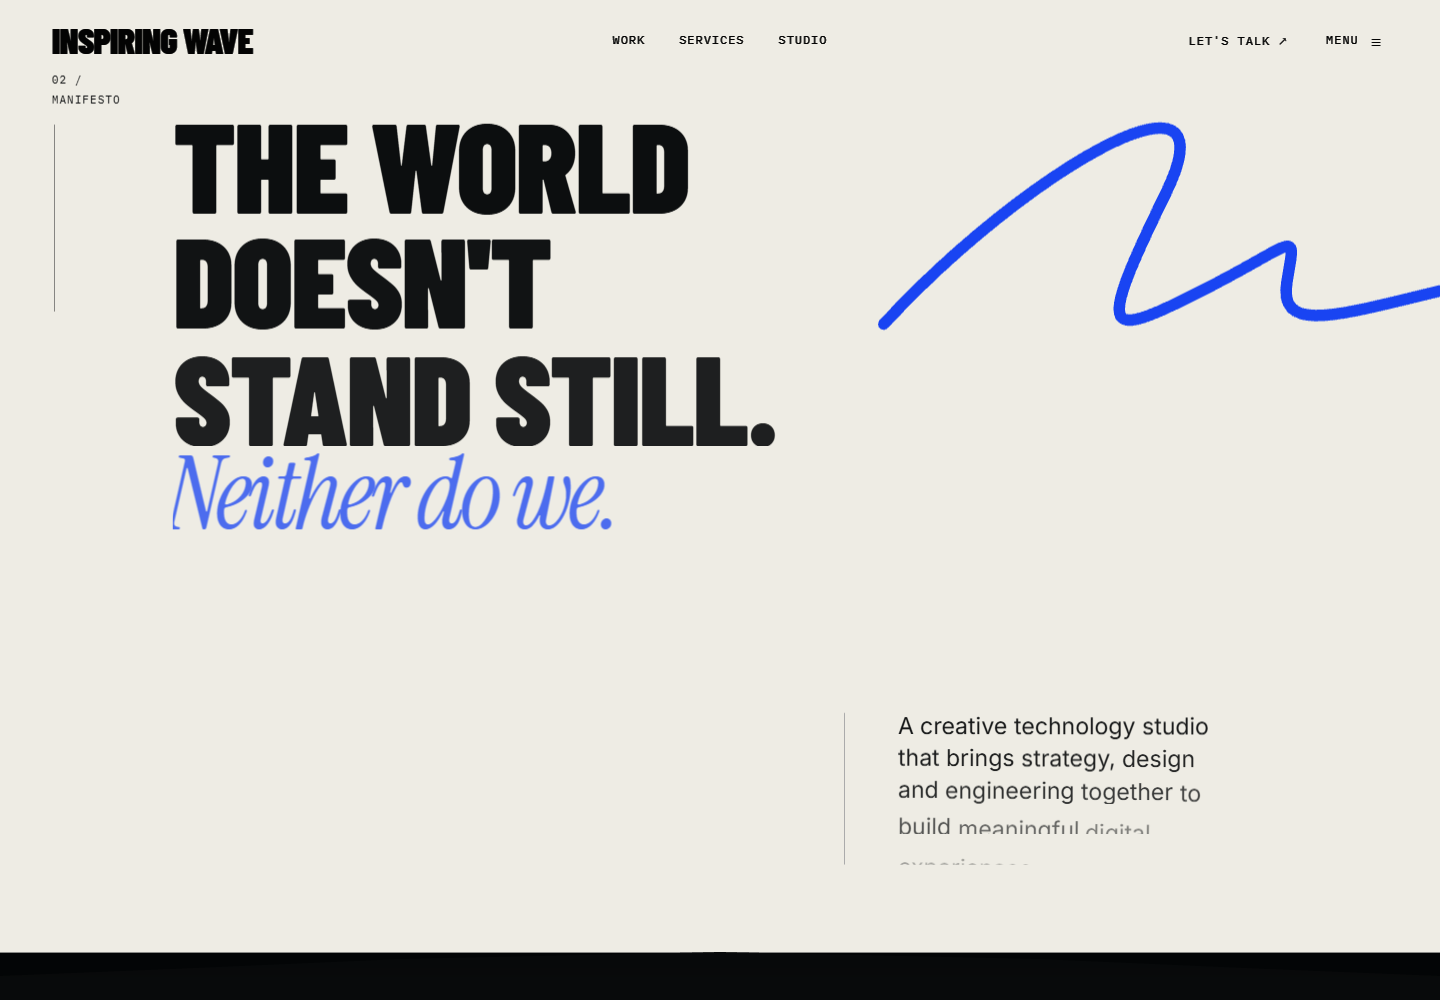 INSPIRING WAVE
WORK SERVICES STUDIO
LET'S TALK ↗ MENU
02 /
MANIFESTO
THE WORLD
DOESN'T
STAND STILL.
Neither do we.
A creative technology studio
that brings strategy, design
and engineering together to
build meaningful digital
experiences